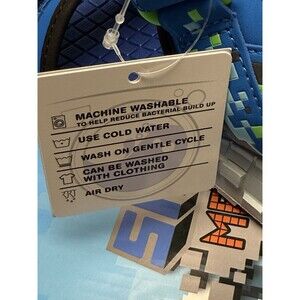 MACHINE WASHABLE
TO HELP REDUCE BACTERIAL BUILD UP
USE COLD WATER
WASH ON GENTLE CYCLE
CAN BE WASHED
WITH CLOTHING
AIR DRY